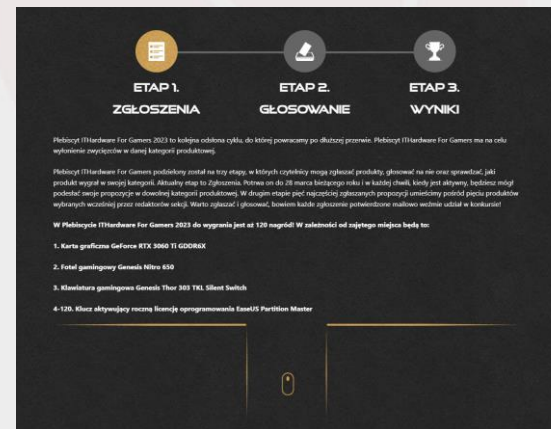 ETAP 1.
ZGŁOSZENIA
ETAP 2.
GŁOSOWANIE
ETAP 3.
WYNIKI
Plebiscyt ITHardware For Gamers 2023 to kolejna odsłona cyklu, do której powracamy po dłuższej przerwie. Plebiscyt ITHardware For Gamers ma na celu
wyłonienie zwycięzców w danej kategorii produktowej.
Plebiscyt ITHardware For Gamers podzielony został na trzy etapy, w których czytelnicy mogą zgłaszać produkty, głosować na nie oraz sprawdzać, jaki
produkt wygrał w swojej kategorii. Aktualny etap to Zgłoszenia. Potrwa on do 28 marca bieżącego roku i w każdej chwili, kiedy jest aktywny, będziesz mógł
podesłać swoje propozycje w dowolnej kategorii produktowej. W drugim etapie pięć najczęściej zgłaszanych propozycji umieścimy pośród pięciu produktów
wybranych wcześniej przez redaktorów sekcji. Warto zgłaszać i głosować, bowiem każde zgłoszenie potwierdzone mailowo weźmie udział w konkursie!
W Plebiscycie ITHardware For Gamers 2023 do wygrania jest aż 120 nagród! W zależności od zajętego miejsca będą to:
1. Karta graficzna GeForce RTX 3060 Ti GDDR6X
2. Fotel gamingowy Genesis Nitro 650
3. Klawiatura gamingowa Genesis Thor 303 TKL Silent Switch
4-120. Klucz aktywujący roczną licencję oprogramowania EaseUS Partition Master